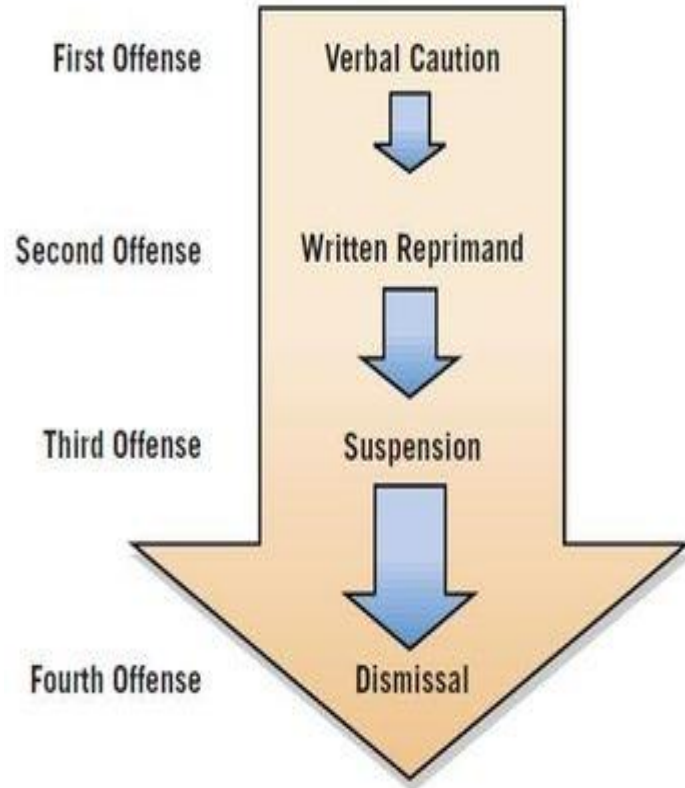 First Offense Verbal Caution
Second Offense Written Reprimand
Third Offense Suspension
Fourth Offense Dismissal